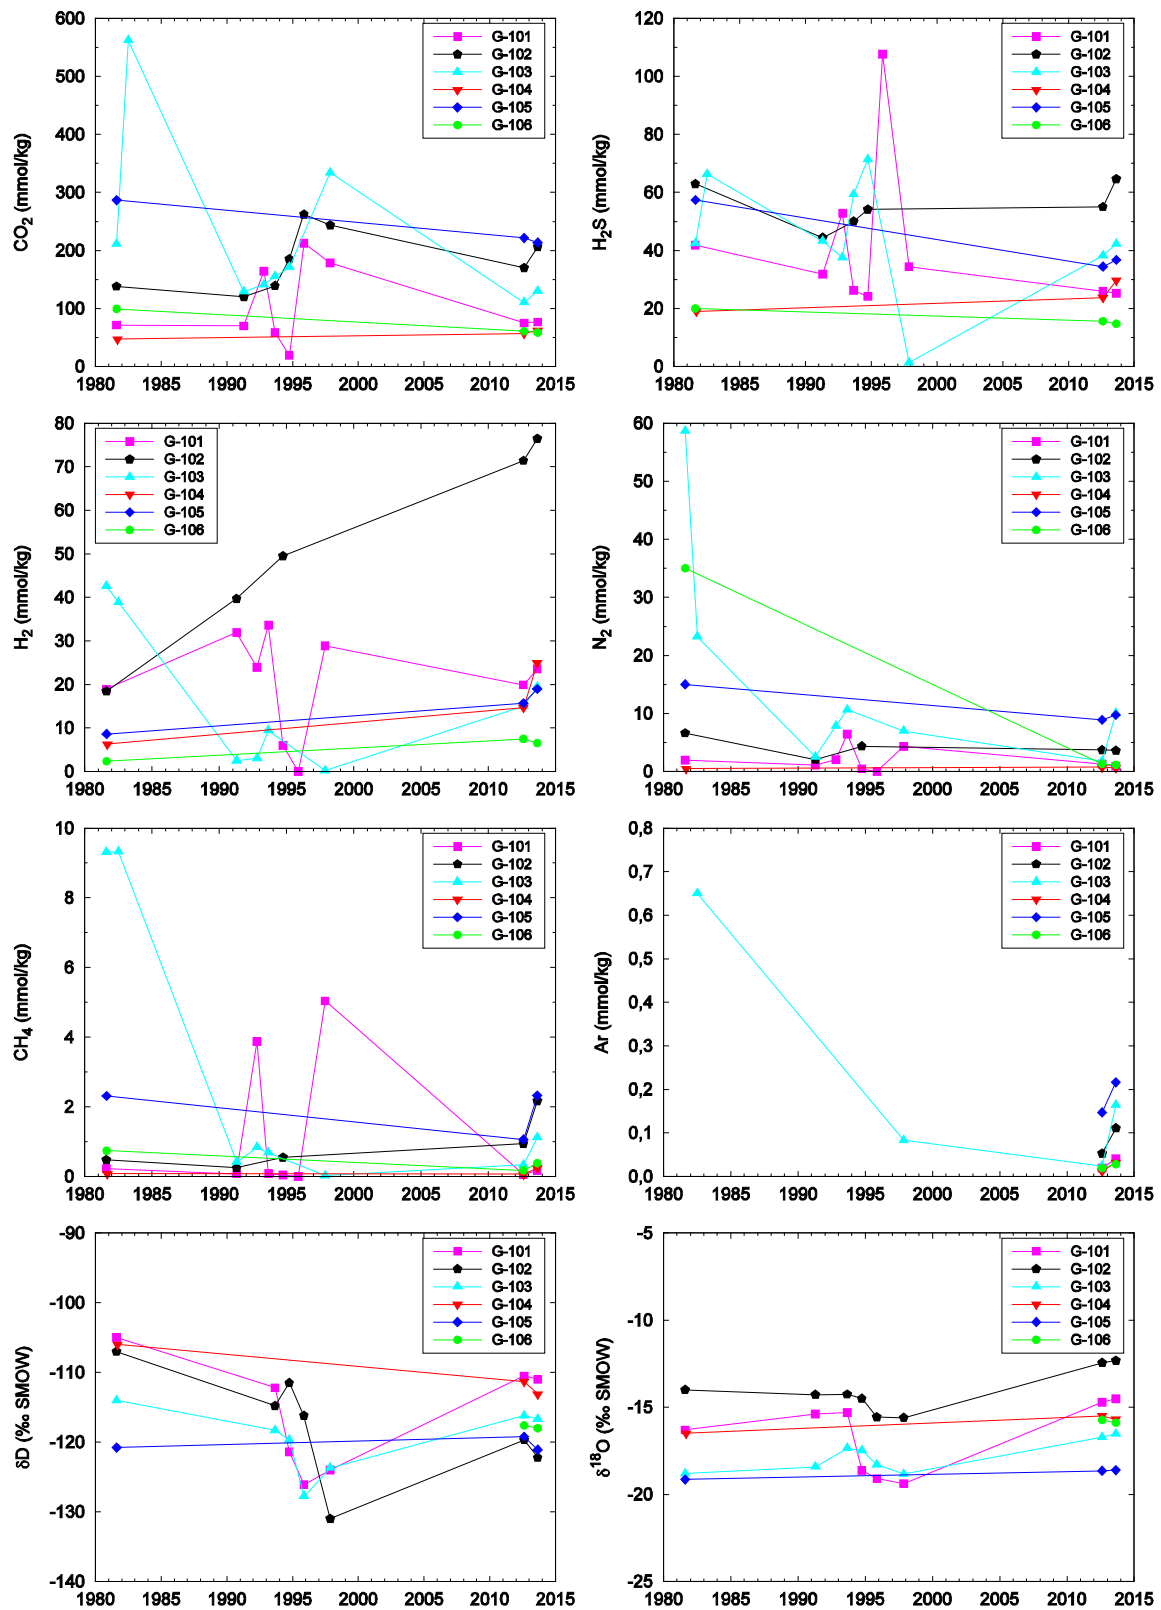 600
500
400
300
200
100
0
CO2 (mmol/kg)
1980 1985 1990 1995 2000 2005 2010 2015
G-101
G-102
G-103
G-104
G-105
G-106
120
100
80
60
40
20
0
H2S (mmol/kg)
1980 1985 1990 1995 2000 2005 2010 2015
G-101
G-102
G-103
G-104
G-105
G-106
80
70
60
50
40
30
20
10
0
H2 (mmol/kg)
1980 1985 1990 1995 2000 2005 2010 2015
G-101
G-102
G-103
G-104
G-105
G-106
60
50
40
30
20
10
0
N2 (mmol/kg)
1980 1985 1990 1995 2000 2005 2010 2015
G-101
G-102
G-103
G-104
G-105
G-106
10
8
6
4
2
0
CH4 (mmol/kg)
1980 1985 1990 1995 2000 2005 2010 2015
G-101
G-102
G-103
G-104
G-105
G-106
0,8
0,7
0,6
0,5
0,4
0,3
0,2
0,1
0,0
Ar (mmol/kg)
1980 1985 1990 1995 2000 2005 2010 2015
G-101
G-102
G-103
G-104
G-105
G-106
-90
-100
-110
-120
-130
-140
δD (‰ SMOW)
1980 1985 1990 1995 2000 2005 2010 2015
G-101
G-102
G-103
G-104
G-105
G-106
-5
-10
-15
-20
-25
δ18O (‰ SMOW)
1980 1985 1990 1995 2000 2005 2010 2015
G-101
G-102
G-103
G-104
G-105
G-106